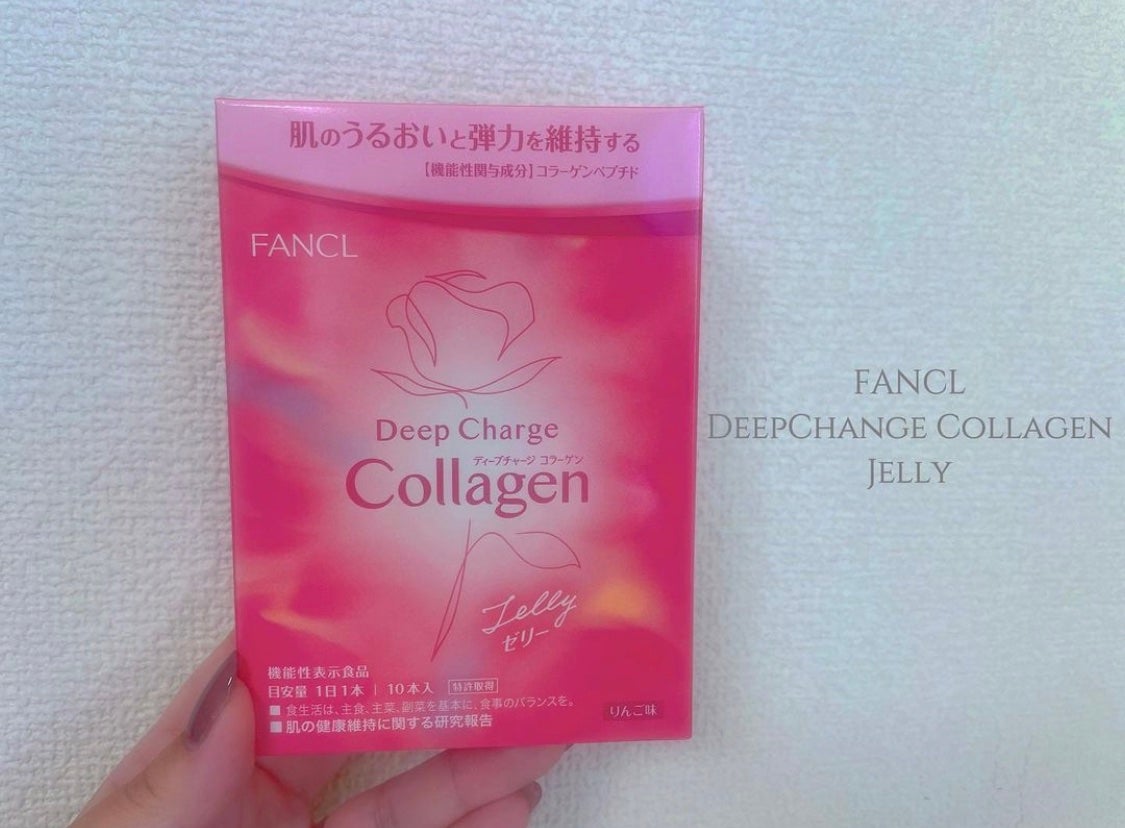 肌のうるおいと弾力を維持する
【機能性関与成分】コラーゲンペプチド
FANCL
Deep Charge
ディープチャージ コラーゲン
Collagen
Jelly
ゼリー
機能性表示食品
目安量 1日1本 | 10本入 特許取得
■ 食生活は、主食、主菜、副菜を基本に、食事のバランスを。
■ 肌の健康維持に関する研究報告
りんご味
FANCL
DeepChange Collagen
Jelly